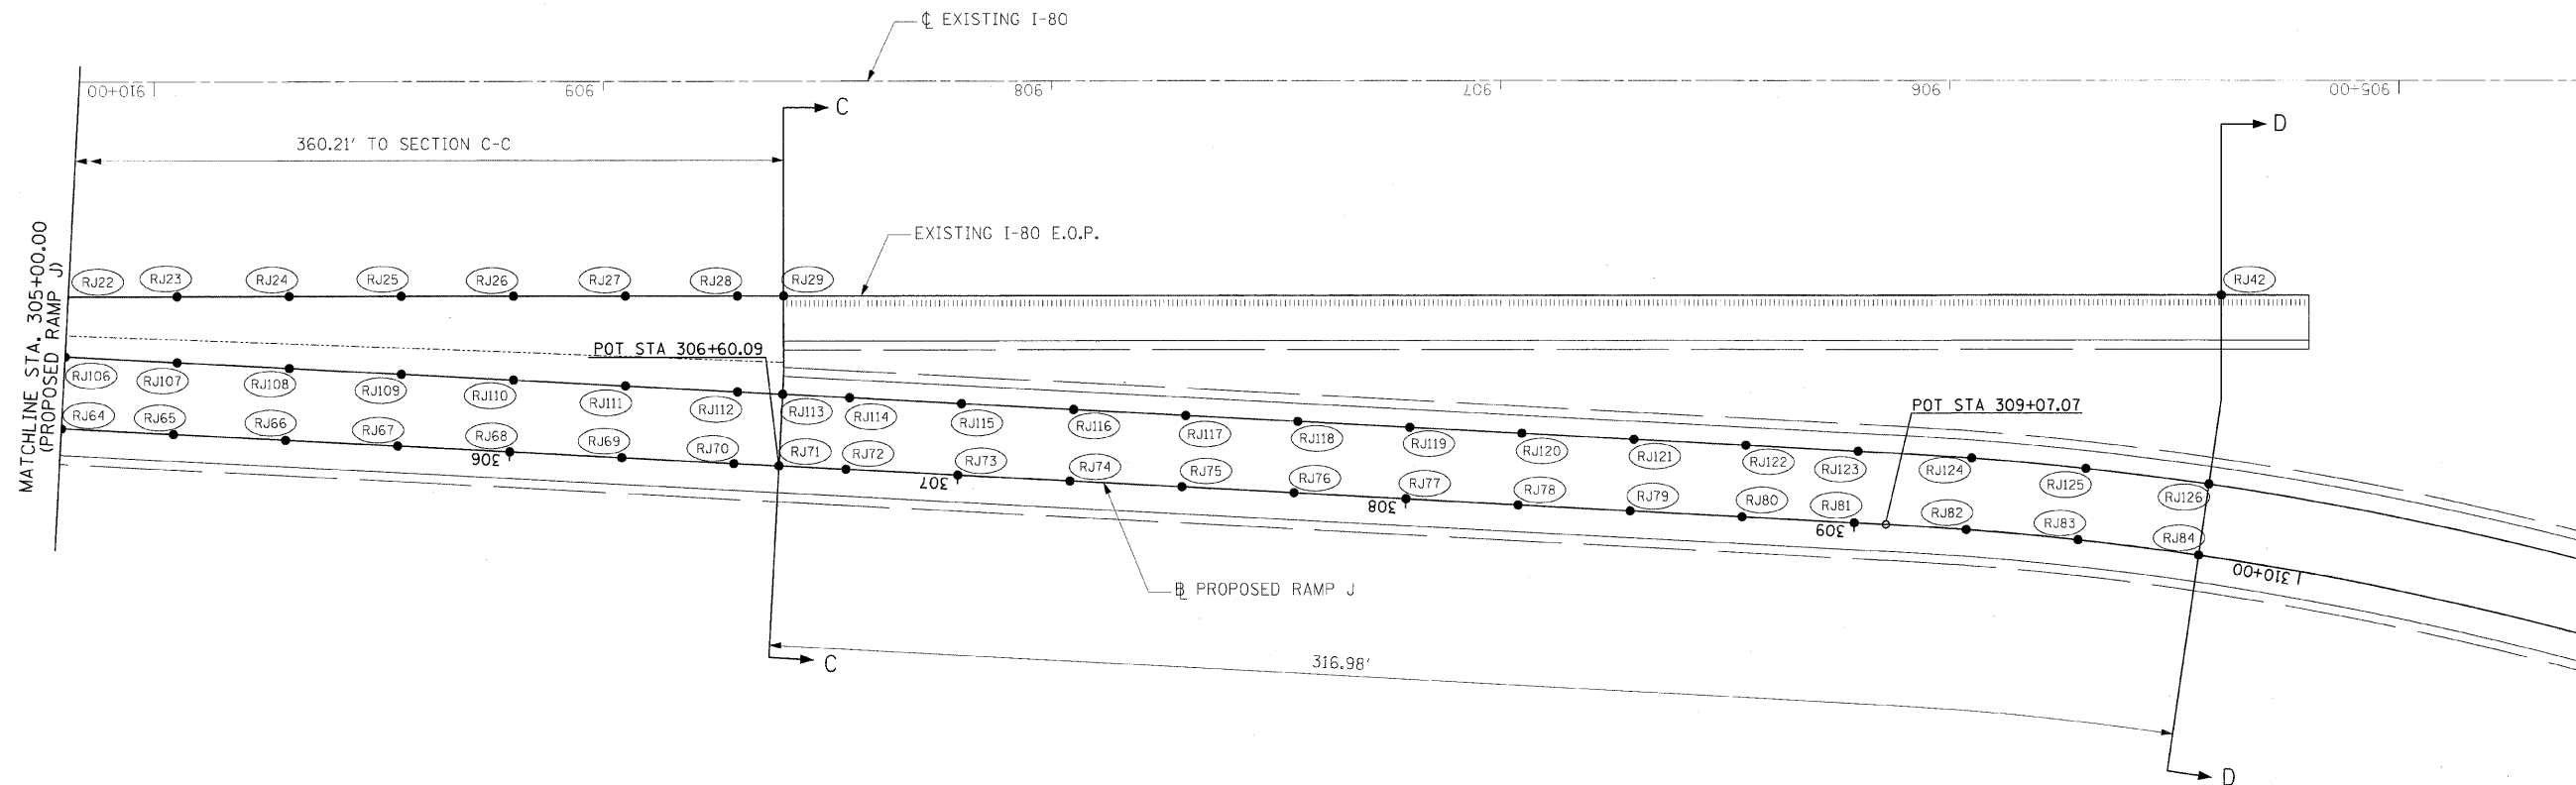 ℄ EXISTING I-80
910+00
909
908
907
906
905+00
C
D
360.21' TO SECTION C-C
MATCHLINE STA. 305+00.00
(PROPOSED RAMP J)
EXISTING I-80 E.O.P.
RJ22
RJ23
RJ24
RJ25
RJ26
RJ27
RJ28
RJ29
RJ42
POT STA 306+60.09
POT STA 309+07.07
RJ106
RJ107
RJ108
RJ109
RJ110
RJ111
RJ112
RJ113
RJ114
RJ115
RJ116
RJ117
RJ118
RJ119
RJ120
RJ121
RJ122
RJ123
RJ124
RJ125
RJ126
RJ64
RJ65
RJ66
RJ67
RJ68
RJ69
RJ70
RJ71
RJ72
RJ73
RJ74
RJ75
RJ76
RJ77
RJ78
RJ79
RJ80
RJ81
RJ82
RJ83
RJ84
306
307
308
309
310+00
BL PROPOSED RAMP J
316.98'
C
D